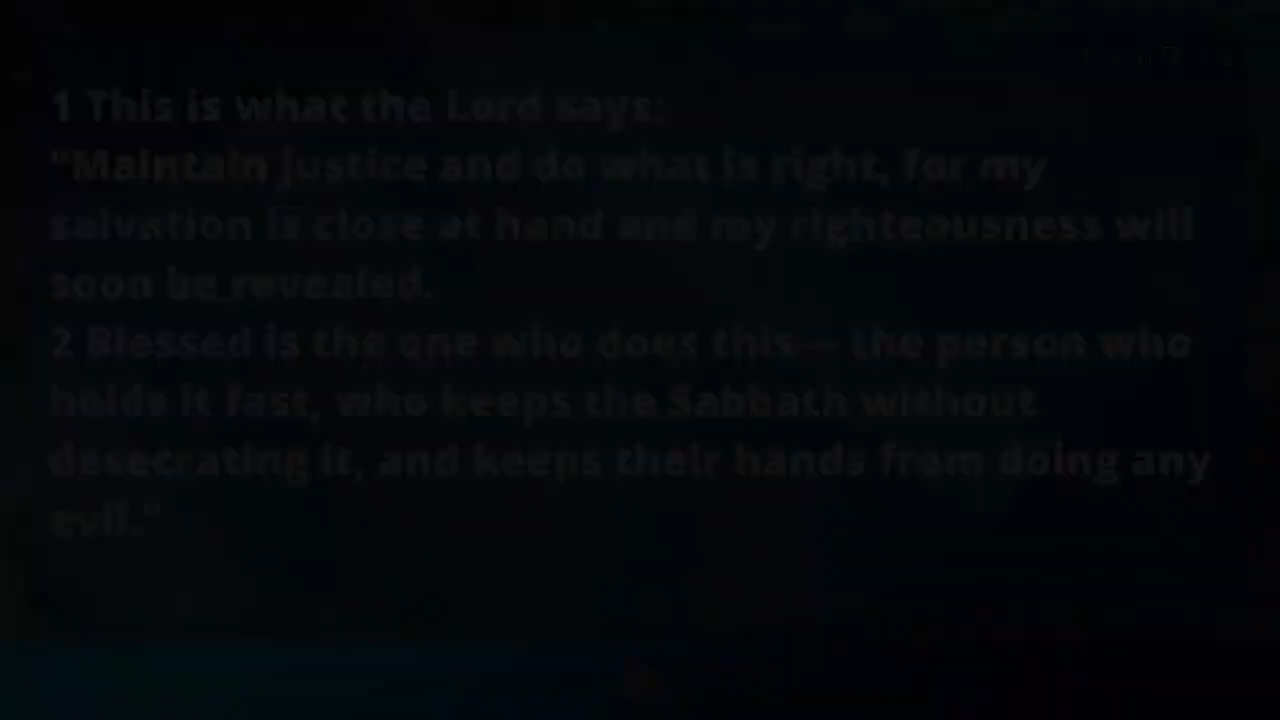 1 This is what the Lord says:
"Maintain justice and do what is right, for my
salvation is close at hand and my righteousness will
soon be revealed.
2 Blessed is the one who does this— the person who
holds it fast, who keeps the Sabbath without
desecrating it, and keeps their hands from doing any
evil."